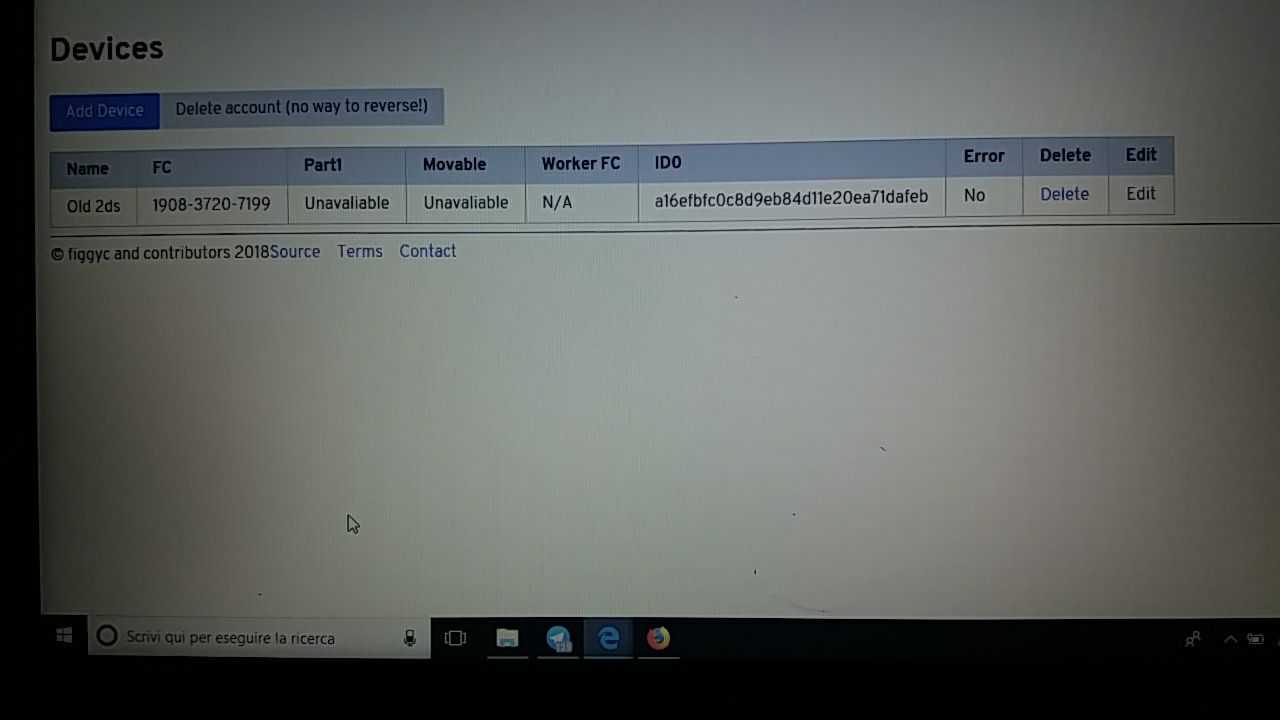 Devices
Add Device Delete account (no way to reverse!)
Name FC Part1 Movable Worker FC ID0 Error Delete Edit
Old 2ds 1908-3720-7199 Unavaliable Unavaliable N/A a16efbfc0c8d9eb84d11e20ea71dafeb No Delete Edit
© figgyc and contributors 2018Source Terms Contact
Scrivi qui per eseguire la ricerca